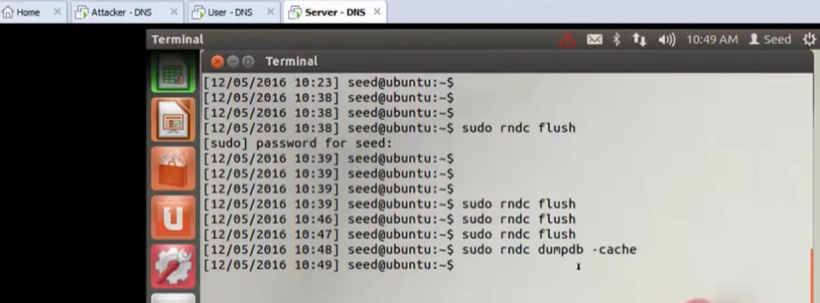 Home
Attacker - DNS
User - DNS
Server - DNS
Terminal
10:49 AM
Seed
Terminal
[12/05/2016 10:23] seed@ubuntu:~$
[12/05/2016 10:38] seed@ubuntu:~$
[12/05/2016 10:38] seed@ubuntu:~$
[12/05/2016 10:38] seed@ubuntu:~$ sudo rndc flush
[sudo] password for seed:
[12/05/2016 10:39] seed@ubuntu:~$
[12/05/2016 10:39] seed@ubuntu:~$
[12/05/2016 10:39] seed@ubuntu:~$
[12/05/2016 10:39] seed@ubuntu:~$ sudo rndc flush
[12/05/2016 10:46] seed@ubuntu:~$ sudo rndc flush
[12/05/2016 10:47] seed@ubuntu:~$ sudo rndc flush
[12/05/2016 10:48] seed@ubuntu:~$ sudo rndc dumpdb -cache
[12/05/2016 10:49] seed@ubuntu:~$